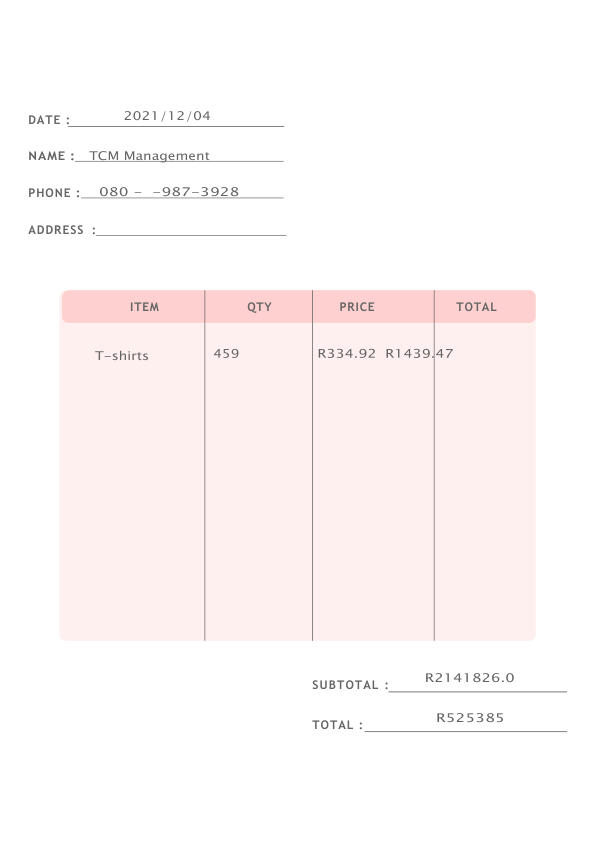 DATE : 2021/12/04
NAME : TCM Management
PHONE : 080 – –987–3928
ADDRESS :
ITEM QTY PRICE TOTAL
T–shirts 459 R334.92 R1439.47
SUBTOTAL : R2141826.0
TOTAL : R525385